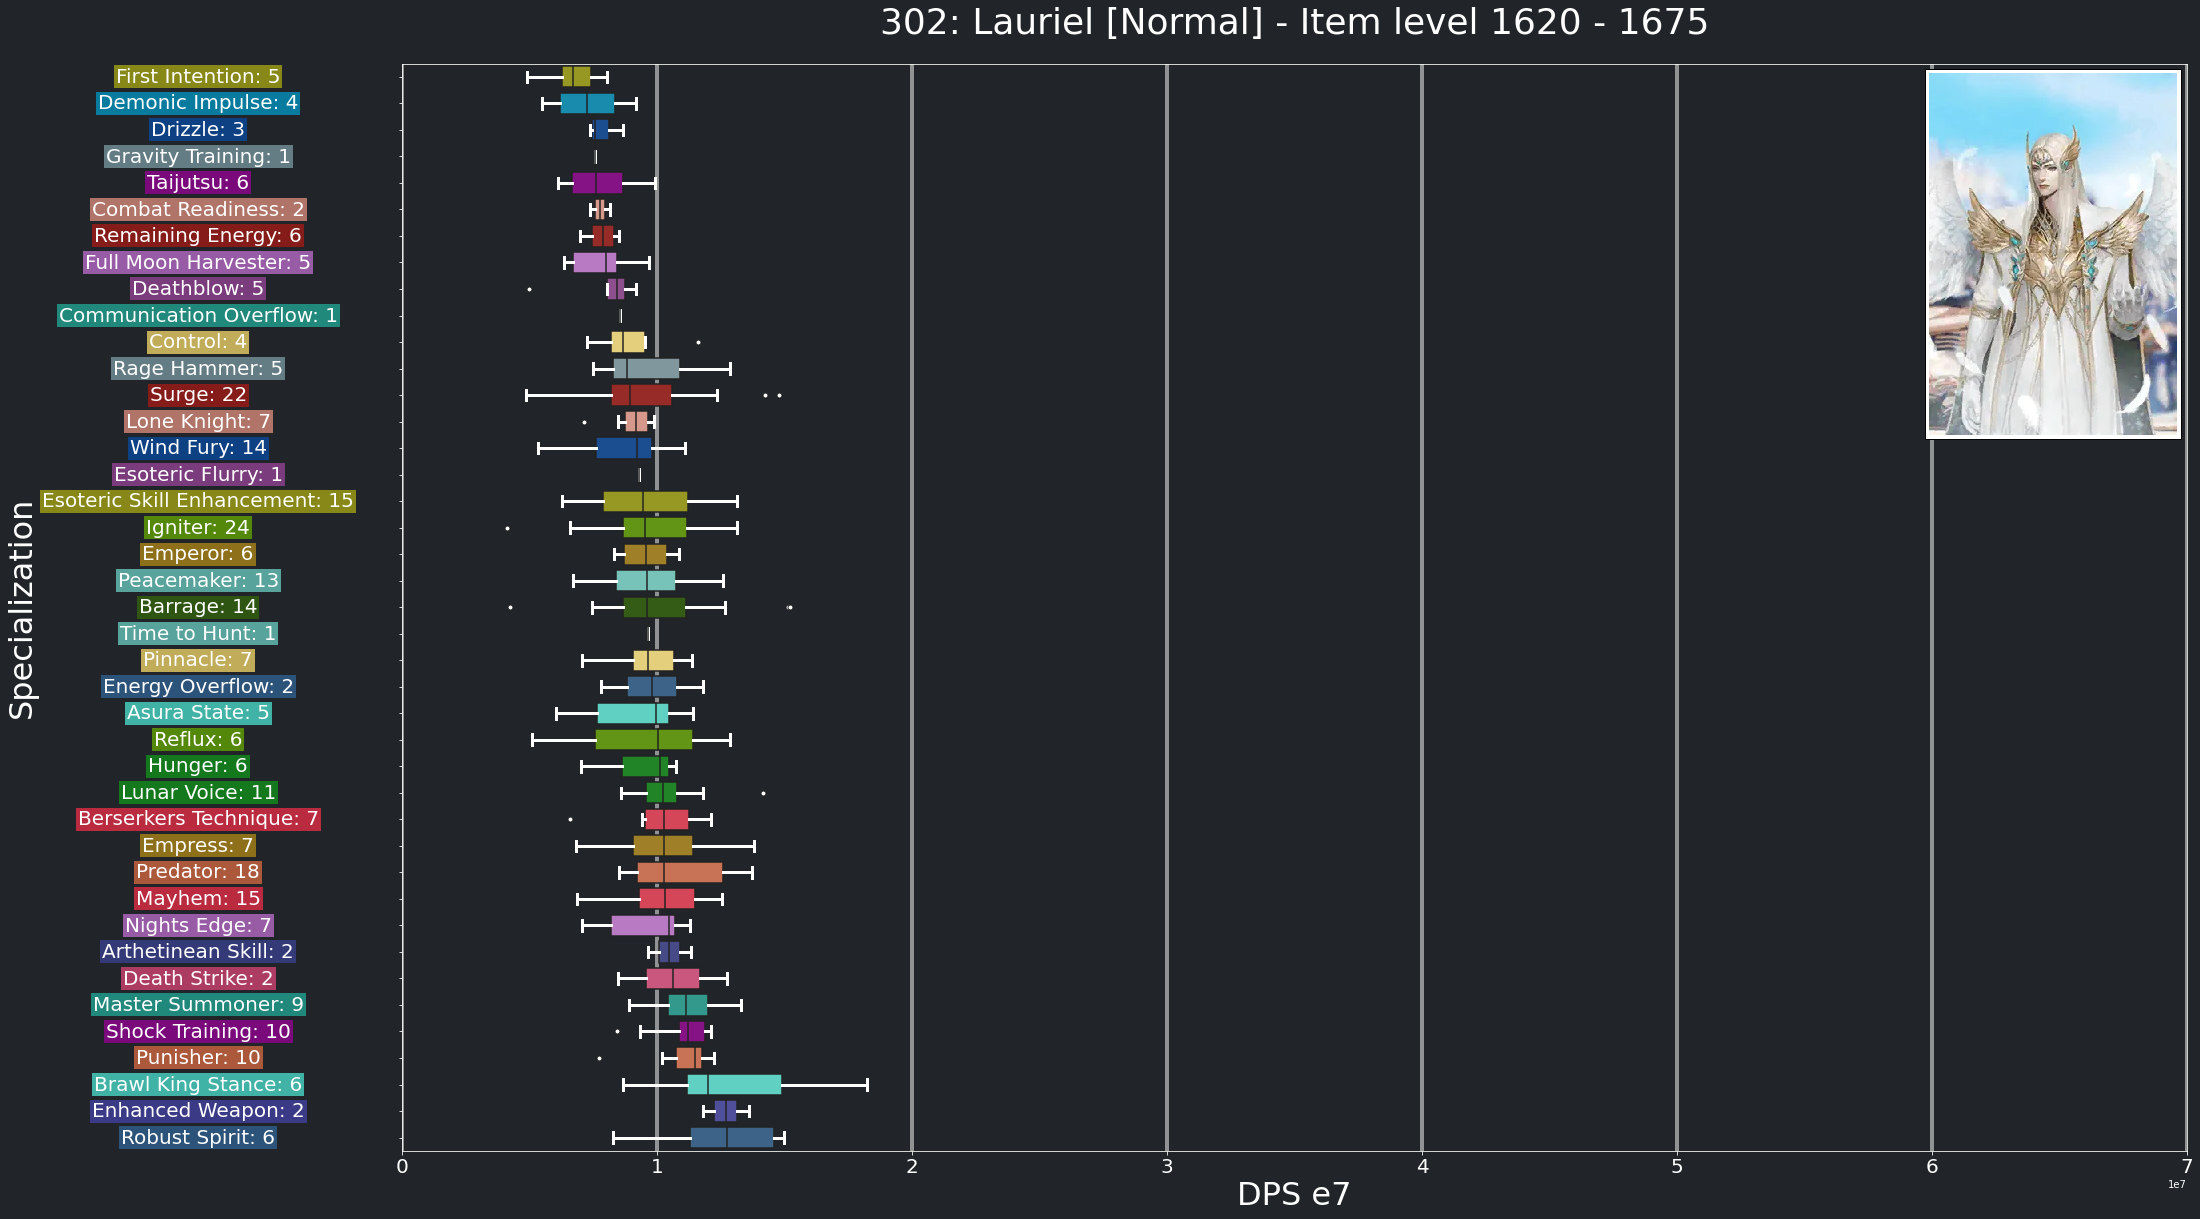 302: Lauriel [Normal] - Item level 1620 - 1675
Specialization
First Intention: 5
Demonic Impulse: 4
Drizzle: 3
Gravity Training: 1
Taijutsu: 6
Combat Readiness: 2
Remaining Energy: 6
Full Moon Harvester: 5
Deathblow: 5
Communication Overflow: 1
Control: 4
Rage Hammer: 5
Surge: 22
Lone Knight: 7
Wind Fury: 14
Esoteric Flurry: 1
Esoteric Skill Enhancement: 15
Igniter: 24
Emperor: 6
Peacemaker: 13
Barrage: 14
Time to Hunt: 1
Pinnacle: 7
Energy Overflow: 2
Asura State: 5
Reflux: 6
Hunger: 6
Lunar Voice: 11
Berserkers Technique: 7
Empress: 7
Predator: 18
Mayhem: 15
Nights Edge: 7
Arthetinean Skill: 2
Death Strike: 2
Master Summoner: 9
Shock Training: 10
Punisher: 10
Brawl King Stance: 6
Enhanced Weapon: 2
Robust Spirit: 6
0 1 2 3 4 5 6 7
1e7
DPS e7